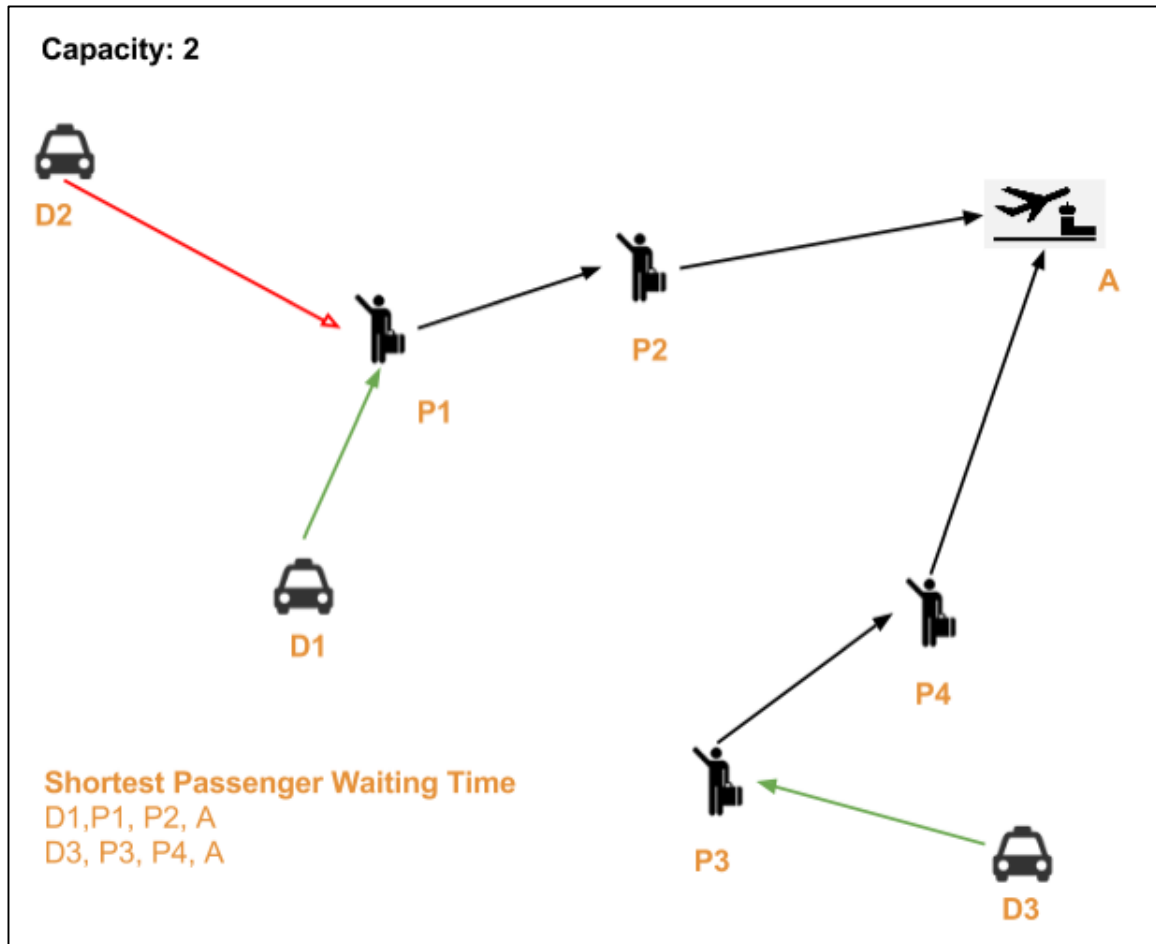 Capacity: 2
D2
A
P2
P1
D1
P4
Shortest Passenger Waiting Time
D1,P1, P2, A
D3, P3, P4, A
P3
D3